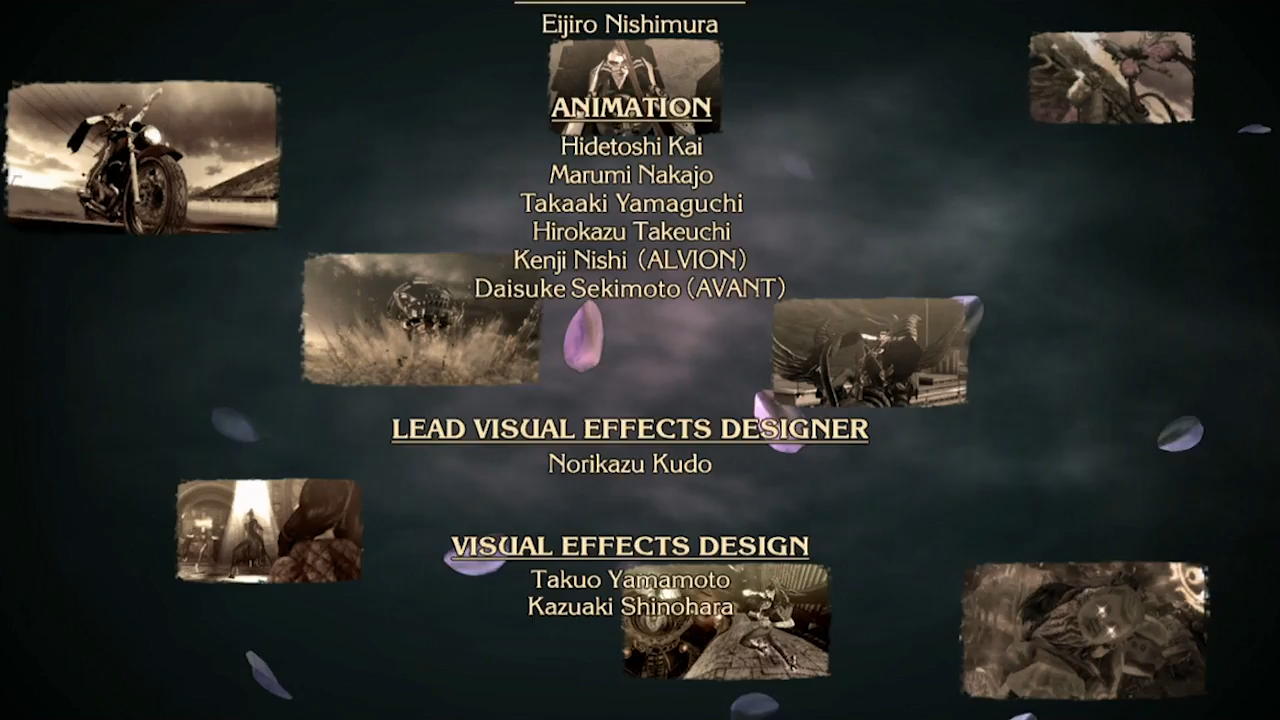 Eijiro Nishimura
ANIMATION
Hidetoshi Kai
Marumi Nakajo
Takaaki Yamaguchi
Hirokazu Takeuchi
Kenji Nishi (ALVION)
Daisuke Sekimoto (AVANT)
LEAD VISUAL EFFECTS DESIGNER
Norikazu Kudo
VISUAL EFFECTS DESIGN
Takuo Yamamoto
Kazuaki Shinohara